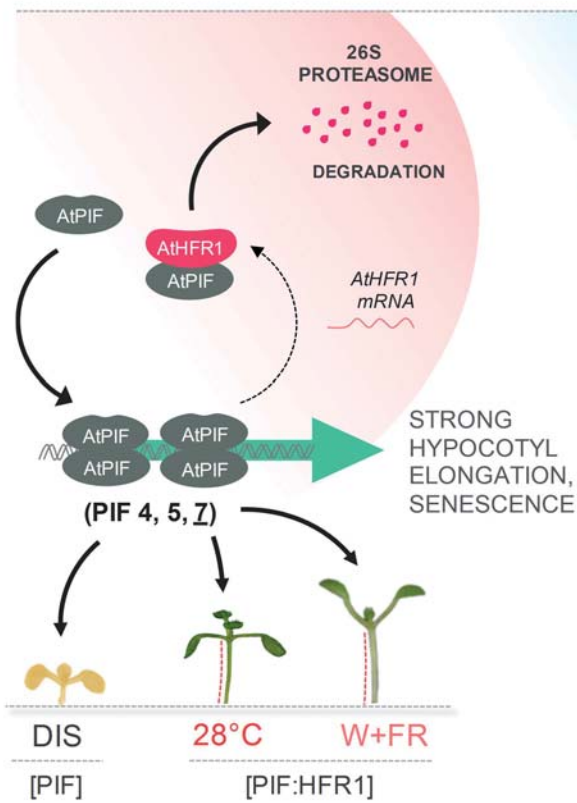 26S
PROTEASOME
DEGRADATION
AtPIF
AtHFR1
AtPIF
AtHFR1
mRNA
AtPIF AtPIF
AtPIF AtPIF
STRONG
HYPOCOTYL
ELONGATION,
SENESCENCE
(PIF 4, 5, 7)
DIS 28°C W+FR
[PIF] [PIF:HFR1]